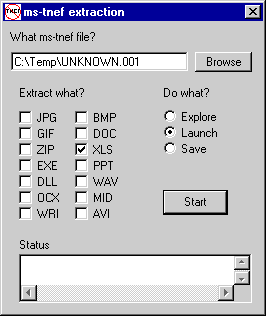 TNEF ms-tnef extraction
What ms-tnef file?
C:\Temp\UNKNOWN.001 Browse
Extract what? Do what?
JPG BMP Explore
GIF DOC Launch
ZIP XLS Save
EXE PPT
DLL WAV
OCX MID Start
WRI AVI
Status